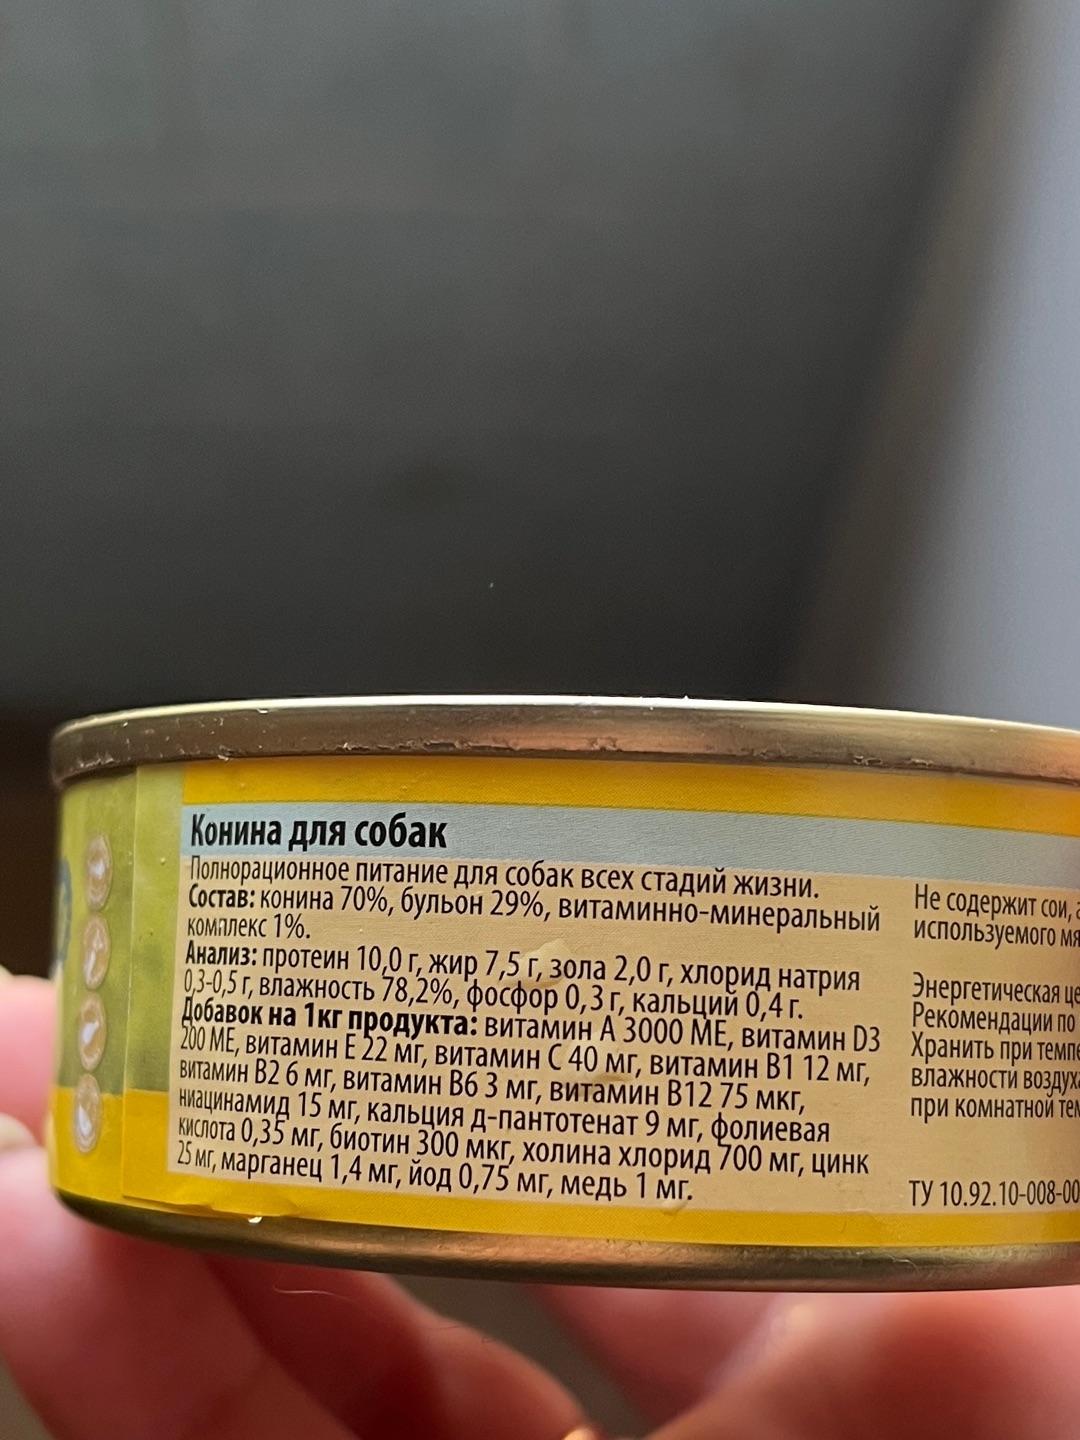 Конина для собак
Полнорационное питание для собак всех стадий жизни.
Состав: конина 70%, бульон 29%, витаминно-минеральный
комплекс 1%.
Анализ: протеин 10,0 г, жир 7,5 г, зола 2,0 г, хлорид натрия
0,3-0,5 г, влажность 78,2%, фосфор 0,3 г, кальций 0,4 г.
Добавок на 1кг продукта: витамин А 3000 МЕ, витамин D3
200 МЕ, витамин Е 22 мг, витамин С 40 мг, витамин В1 12 мг,
витамин В2 6 мг, витамин В6 3 мг, витамин В12 75 мкг,
ниацинамид 15 мг, кальция д-пантотенат 9 мг, фолиевая
кислота 0,35 мг, биотин 300 мкг, холина хлорид 700 мг, цинк
25 мг, марганец 1,4 мг, йод 0,75 мг, медь 1 мг.
Не содержит сои,
используемого
Энергетическая
Рекомендации по
Хранить при
влажности
при комнатной
ТУ 10.92.10-008-00